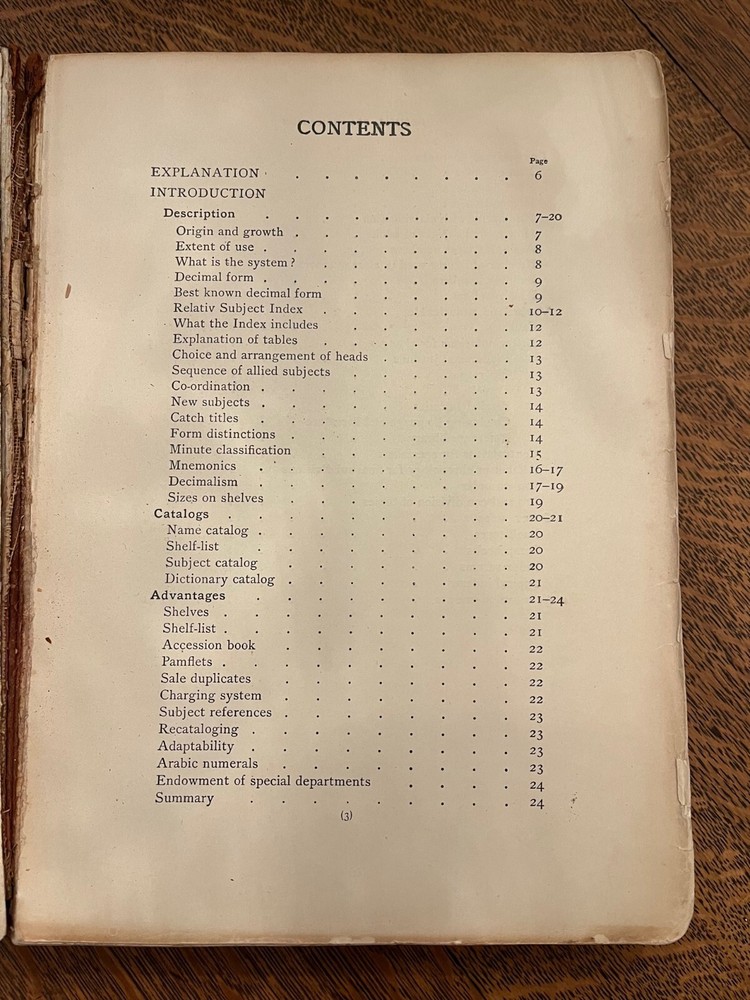 CONTENTS
Page
EXPLANATION . . . . . . . . 6
INTRODUCTION
Description . . . . . . . . . 7–20
Origin and growth . . . . . . . . 7
Extent of use . . . . . . . . . 8
What is the system? . . . . . . . 8
Decimal form . . . . . . . . . 9
Best known decimal form . . . . . . 9
Relativ Subject Index . . . . . . . 10–12
What the Index includes . . . . . . 12
Explanation of tables . . . . . . . 12
Choice and arrangement of heads . . . . . 13
Sequence of allied subjects . . . . . . 13
Co-ordination . . . . . . . . . 13
New subjects . . . . . . . . . 14
Catch titles . . . . . . . . . 14
Form distinctions . . . . . . . . 14
Minute classification . . . . . . . 15
Mnemonics . . . . . . . . . 16–17
Decimalism . . . . . . . . . 17–19
Sizes on shelves . . . . . . . . 19
Catalogs . . . . . . . . . . 20–21
Name catalog . . . . . . . . . 20
Shelf-list . . . . . . . . . 20
Subject catalog . . . . . . . . 20
Dictionary catalog . . . . . . . . 21
Advantages . . . . . . . . . 21–24
Shelves . . . . . . . . . . 21
Shelf-list . . . . . . . . . . 21
Accession book . . . . . . . . 22
Pamflets . . . . . . . . . . 22
Sale duplicates . . . . . . . . 22
Charging system . . . . . . . . 22
Subject references . . . . . . . . 23
Recataloging . . . . . . . . . 23
Adaptability . . . . . . . . . 23
Arabic numerals . . . . . . . . 23
Endowment of special departments . . . . 24
Summary . . . . . . . . . 24
(3)